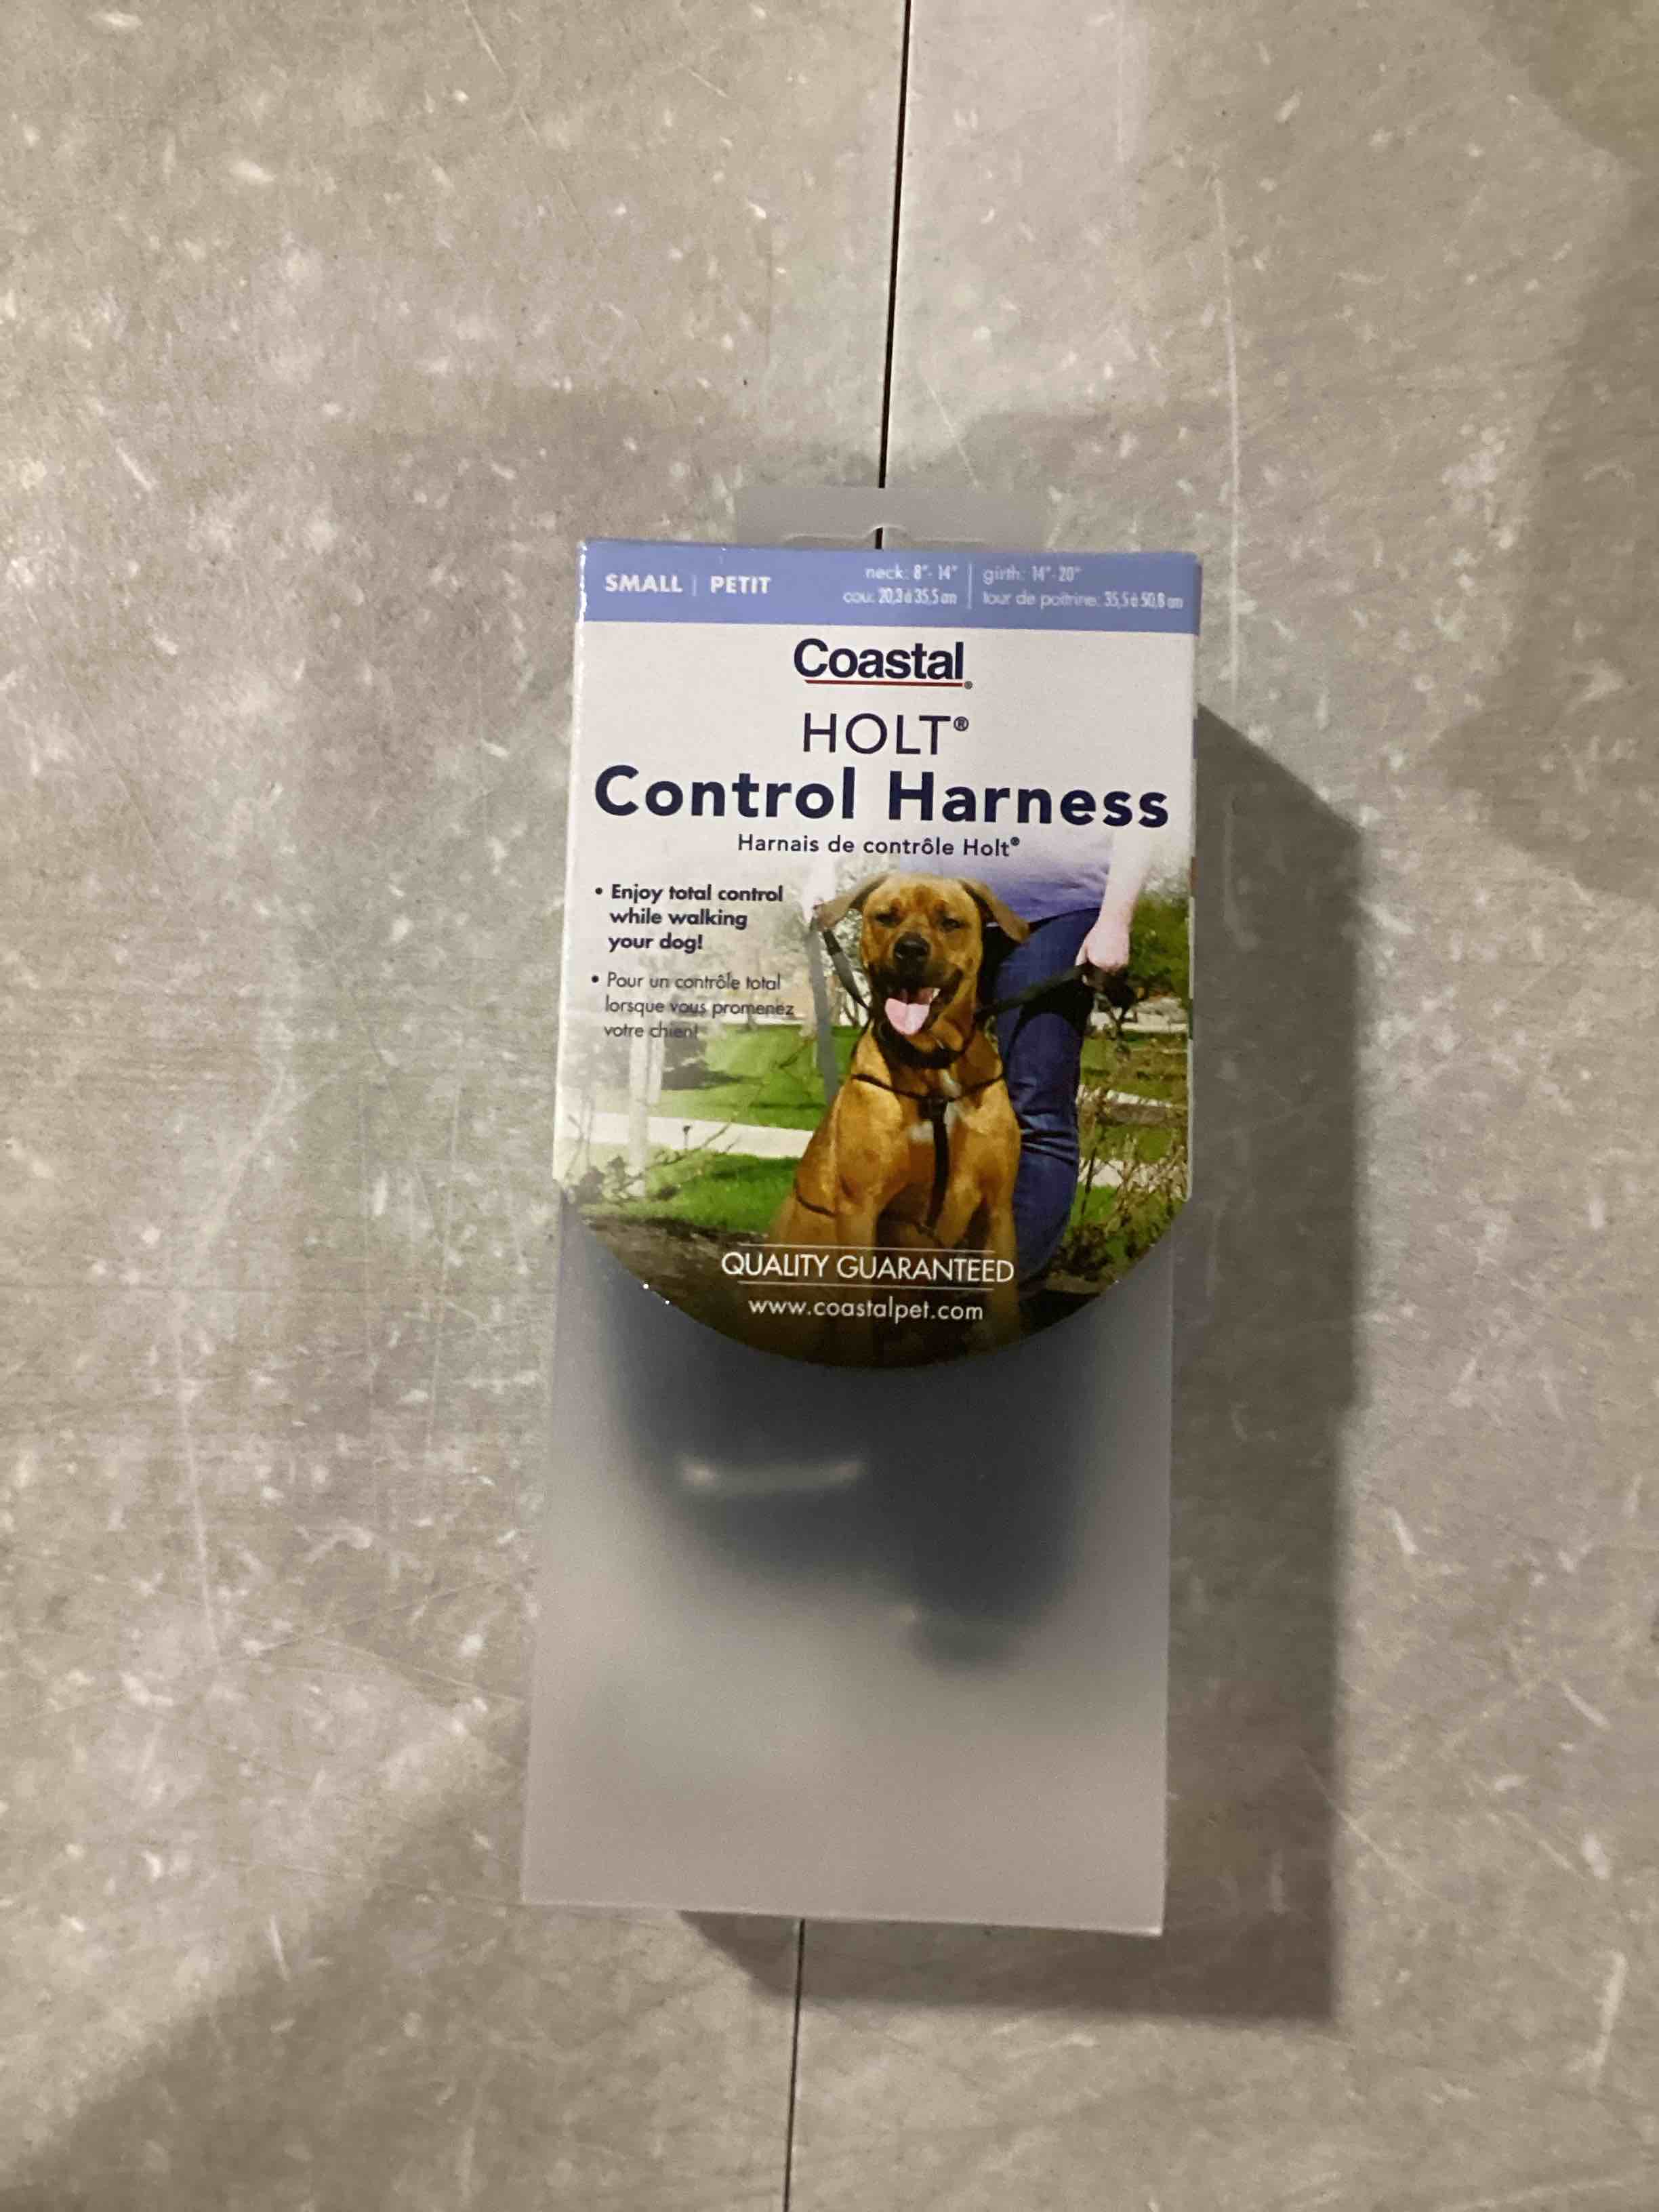 SMALL | PETIT
neck: 8"- 14" | girth: 14"- 20"
cou: 20,3 à 35,5 cm | tour de poitrine: 35,5 à 50,8 cm
Coastal®
HOLT®
Control Harness
Harnais de contrôle Holt®
• Enjoy total control
while walking
your dog!
• Pour un contrôle total
lorsque vous promenez
votre chien!
QUALITY GUARANTEED
www.coastalpet.com